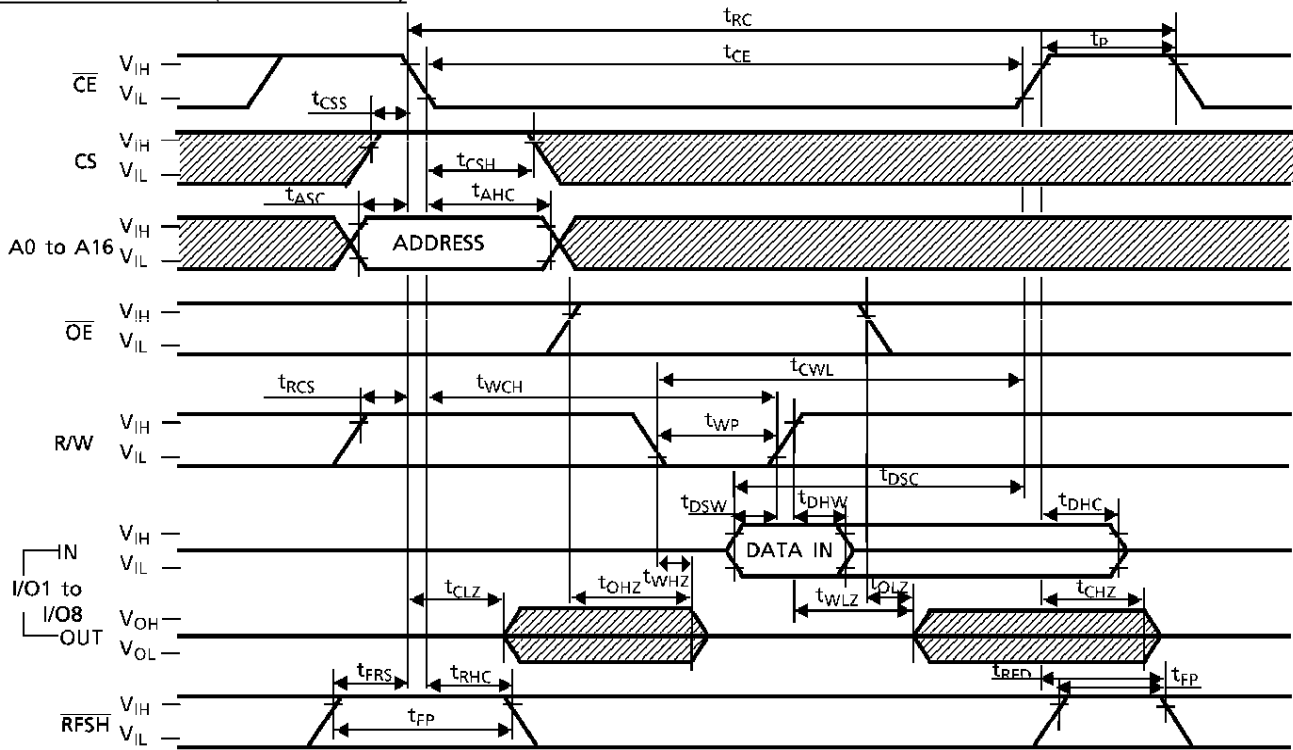 tRC
tCE
tP
CE
VIH
VIL
tCSS
CS
VIH
VIL
tCSH
tASC
tAHC
A0 to A16
VIH
VIL
ADDRESS
OE
VIH
VIL
tCWL
tRCS
tWCH
R/W
VIH
VIL
tWP
tDSC
tDSW
tDHW
tDHC
IN
VIH
VIL
DATA IN
I/O1 to
I/O8
tWHZ
tCLZ
tOHZ
tOLZ
tWLZ
tCHZ
OUT
VOH
VOL
tFRS
tRHC
tRFD
tFP
RFSH
VIH
VIL
tFP